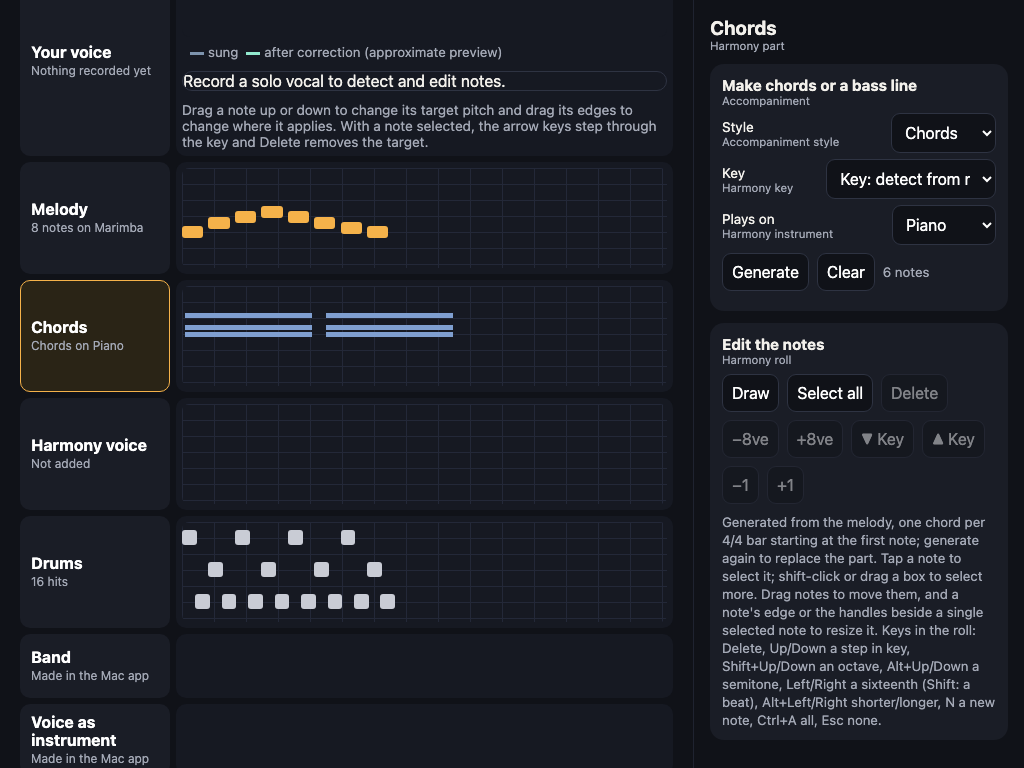 Your voice
Nothing recorded yet
sung
after correction (approximate preview)
Record a solo vocal to detect and edit notes.
Drag a note up or down to change its target pitch and drag its edges to
change where it applies. With a note selected, the arrow keys step through
the key and Delete removes the target.
Melody
8 notes on Marimba
Chords
Chords on Piano
Harmony voice
Not added
Drums
16 hits
Band
Made in the Mac app
Voice as
instrument
Made in the Mac app
Chords
Harmony part
Make chords or a bass line
Accompaniment
Style
Accompaniment style
Chords
Key
Harmony key
Key: detect from r
Plays on
Harmony instrument
Piano
Generate
Clear
6 notes
Edit the notes
Harmony roll
Draw
Select all
Delete
−8ve
+8ve
▼ Key
▲ Key
−1
+1
Generated from the melody, one chord per
4/4 bar starting at the first note; generate
again to replace the part. Tap a note to
select it; shift-click or drag a box to select
more. Drag notes to move them, and a
note's edge or the handles beside a single
selected note to resize it. Keys in the roll:
Delete, Up/Down a step in key,
Shift+Up/Down an octave, Alt+Up/Down a
semitone, Left/Right a sixteenth (Shift: a
beat), Alt+Left/Right shorter/longer, N a new
note, Ctrl+A all, Esc none.